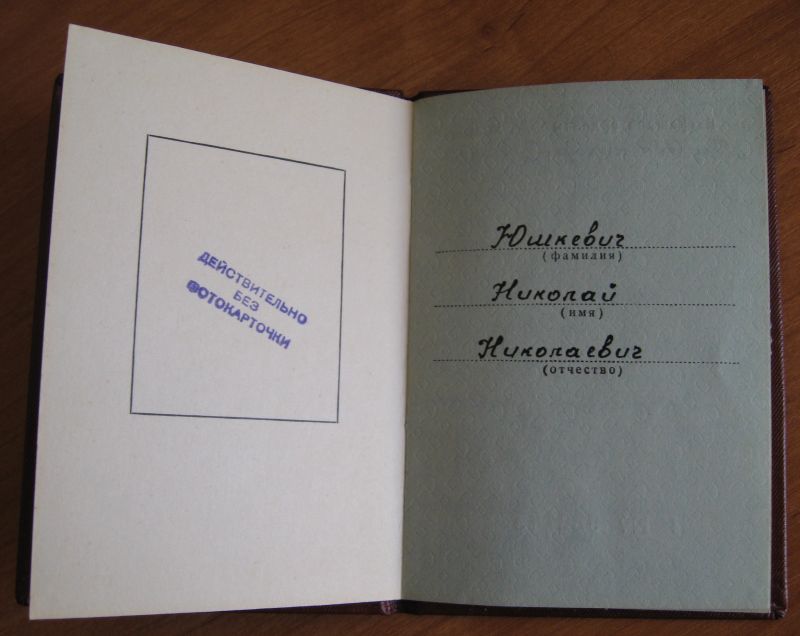 ДЕЙСТВИТЕЛЬНО
БЕЗ
ФОТОКАРТОЧКИ
Юшкевич
(фамилия)
Николай
(имя)
Николаевич
(отчество)